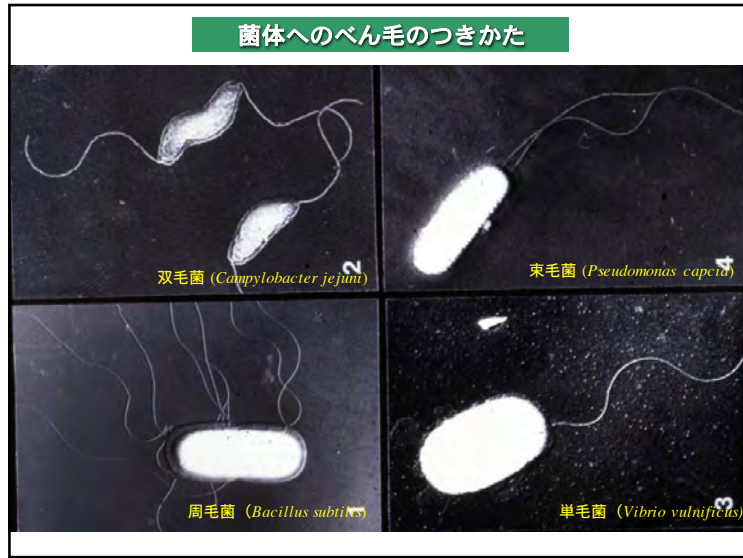 菌体へのべん毛のつきかた
双毛菌 (Campylobacter jejuni)
2
束毛菌 (Pseudomonas capcia)
4
周毛菌（Bacillus subtilis)
1
単毛菌（Vibrio vulnificus)
3